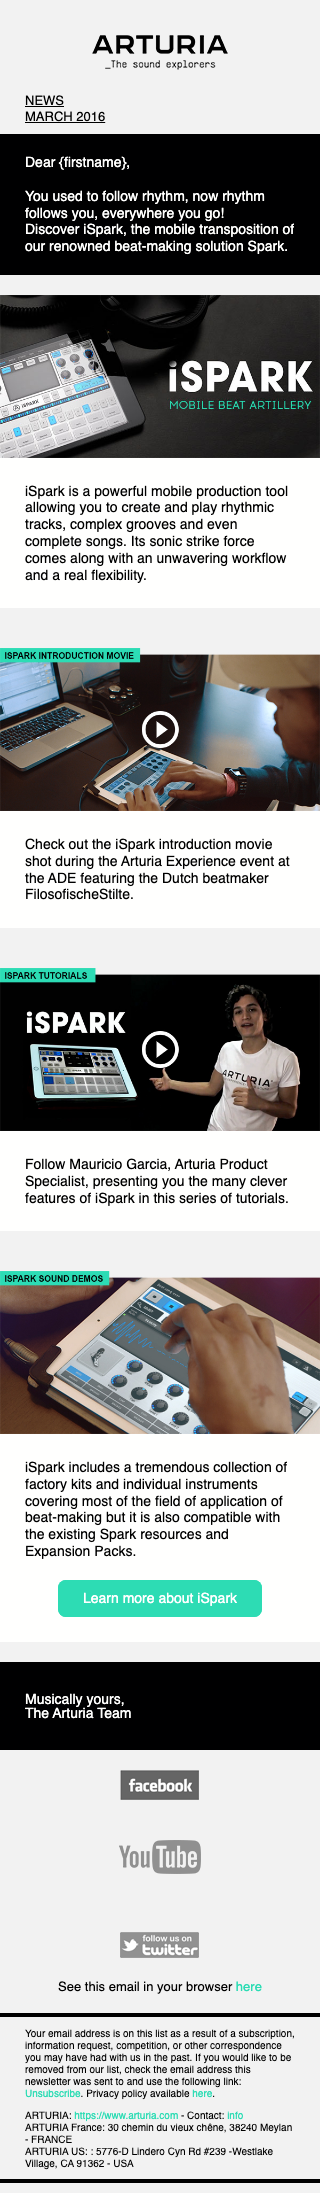 ARTURIA
_The sound explorers
NEWS
MARCH 2016
Dear {firstname},
You used to follow rhythm, now rhythm
follows you, everywhere you go!
Discover iSpark, the mobile transposition of
our renowned beat-making solution Spark.
iSPARK
MOBILE BEAT ARTILLERY
iSpark is a powerful mobile production tool
allowing you to create and play rhythmic
tracks, complex grooves and even
complete songs. Its sonic strike force
comes along with an unwavering workflow
and a real flexibility.
ISPARK INTRODUCTION MOVIE
Check out the iSpark introduction movie
shot during the Arturia Experience event at
the ADE featuring the Dutch beatmaker
FilosofischeStilte.
ISPARK TUTORIALS
iSPARK
ARTURIA
Follow Mauricio Garcia, Arturia Product
Specialist, presenting you the many clever
features of iSpark in this series of tutorials.
ISPARK SOUND DEMOS
iSpark includes a tremendous collection of
factory kits and individual instruments
covering most of the field of application of
beat-making but it is also compatible with
the existing Spark resources and
Expansion Packs.
Learn more about iSpark
Musically yours,
The Arturia Team
facebook
YouTube
follow us on
twitter
See this email in your browser here
Your email address is on this list as a result of a subscription,
information request, competition, or other correspondence
you may have had with us in the past. If you would like to be
removed from our list, check the email address this
newsletter was sent to and use the following link:
Unsubscribe. Privacy policy available here.
ARTURIA: https://www.arturia.com - Contact: info
ARTURIA France: 30 chemin du vieux chêne, 38240 Meylan
- FRANCE
ARTURIA US: : 5776-D Lindero Cyn Rd #239 -Westlake
Village, CA 91362 - USA